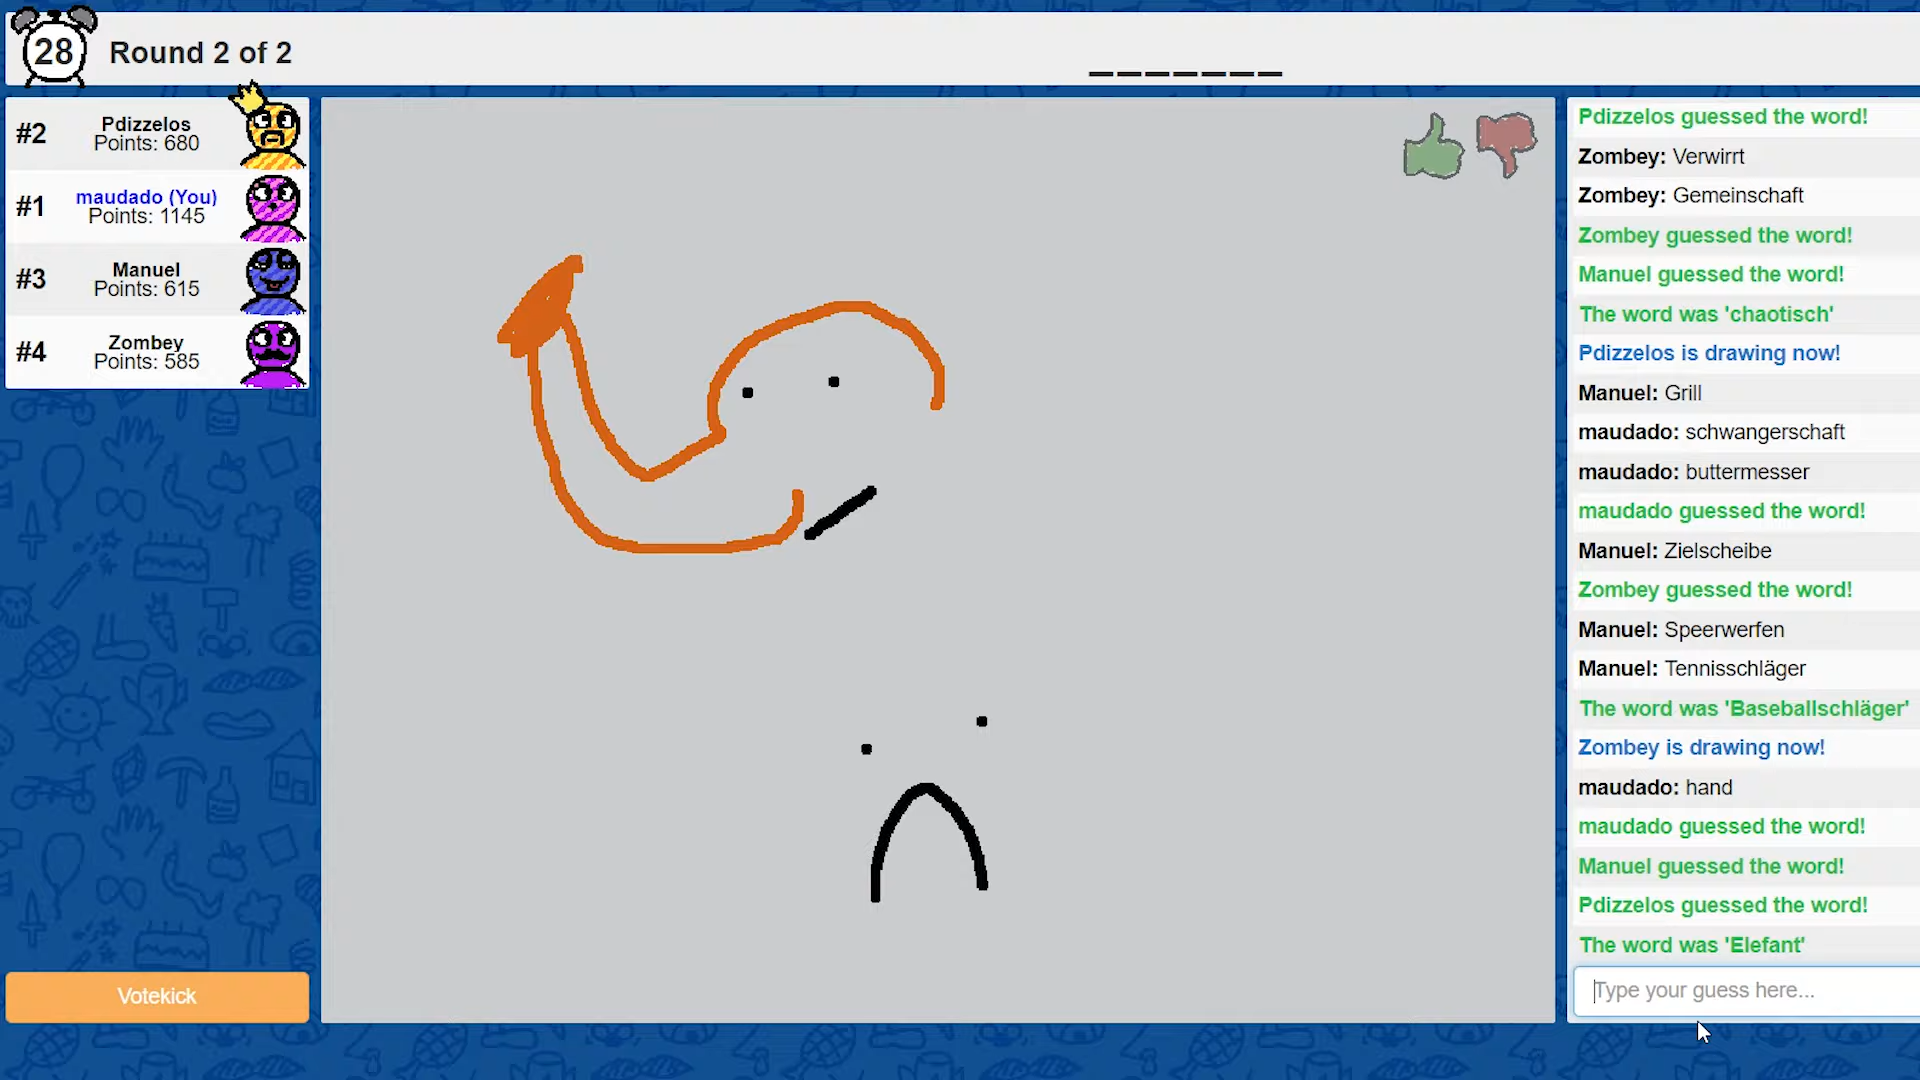 28
Round 2 of 2
_ _ _ _ _ _ _
#2
Pdizzelos
Points: 680
#1
maudado (You)
Points: 1145
#3
Manuel
Points: 615
#4
Zombey
Points: 585
Votekick
Pdizzelos guessed the word!
Zombey: Verwirrt
Zombey: Gemeinschaft
Zombey guessed the word!
Manuel guessed the word!
The word was 'chaotisch'
Pdizzelos is drawing now!
Manuel: Grill
maudado: schwangerschaft
maudado: buttermesser
maudado guessed the word!
Manuel: Zielscheibe
Zombey guessed the word!
Manuel: Speerwerfen
Manuel: Tennisschläger
The word was 'Baseballschläger'
Zombey is drawing now!
maudado: hand
maudado guessed the word!
Manuel guessed the word!
Pdizzelos guessed the word!
The word was 'Elefant'
Type your guess here...